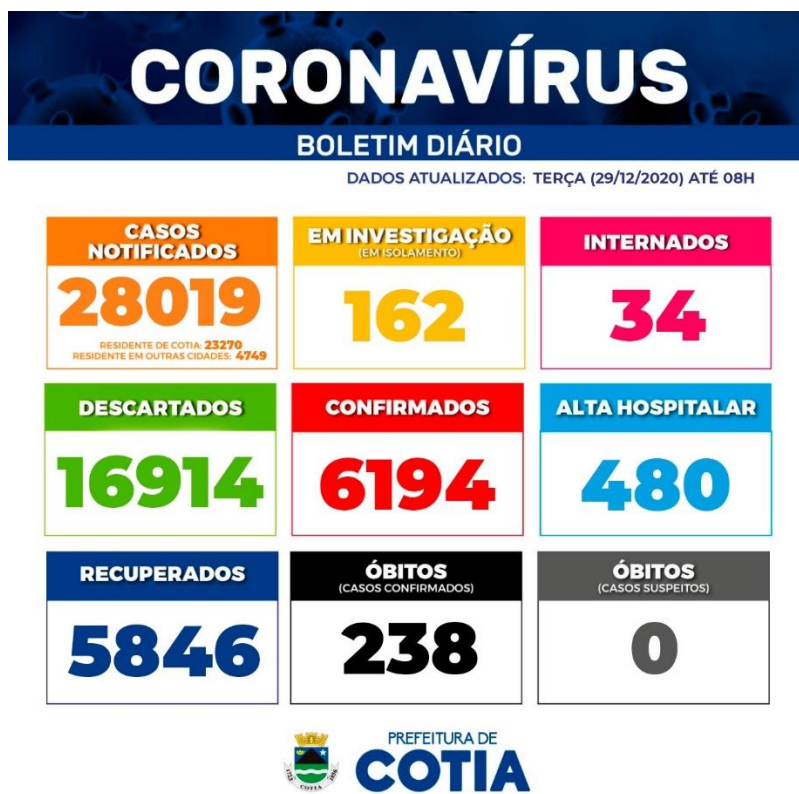 CORONAVÍRUS
BOLETIM DIÁRIO
DADOS ATUALIZADOS: TERÇA (29/12/2020) ATÉ 08H
CASOS
NOTIFICADOS
28019
RESIDENTE DE COTIA: 23270
RESIDENTE EM OUTRAS CIDADES: 4749
EM INVESTIGAÇÃO
(EM ISOLAMENTO)
162
INTERNADOS
34
DESCARTADOS
16914
CONFIRMADOS
6194
ALTA HOSPITALAR
480
RECUPERADOS
5846
ÓBITOS
(CASOS CONFIRMADOS)
238
ÓBITOS
(CASOS SUSPEITOS)
0
PREFEITURA DE
COTIA
COTIA